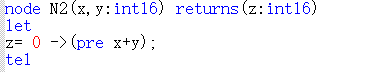 node N2(x,y:int16) returns(z:int16)
let
z= 0 ->(pre x+y);
tel